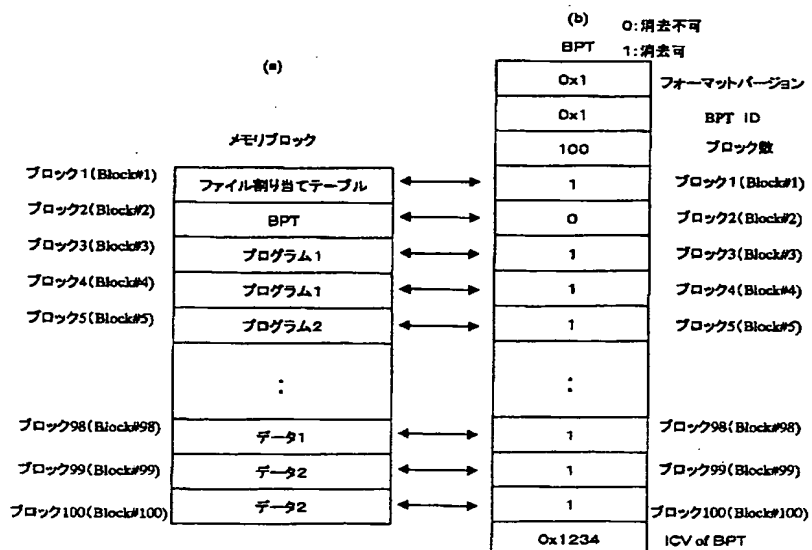 (b)
0:消去不可
BPT
1:消去可
(a)
0x1
フォーマットバージョン
0x1
BPT ID
メモリブロック
100
ブロック数
ブロック1(Block#1)
ファイル割り当てテーブル
1
ブロック1(Block#1)
ブロック2(Block#2)
BPT
0
ブロック2(Block#2)
ブロック3(Block#3)
プログラム1
1
ブロック3(Block#3)
ブロック4(Block#4)
プログラム1
1
ブロック4(Block#4)
ブロック5(Block#5)
プログラム2
1
ブロック5(Block#5)
:
:
ブロック98(Block#98)
データ1
1
ブロック98(Block#98)
ブロック99(Block#99)
データ2
1
ブロック99(Block#99)
ブロック100(Block#100)
データ2
1
ブロック100(Block#100)
0x1234
ICV of BPT